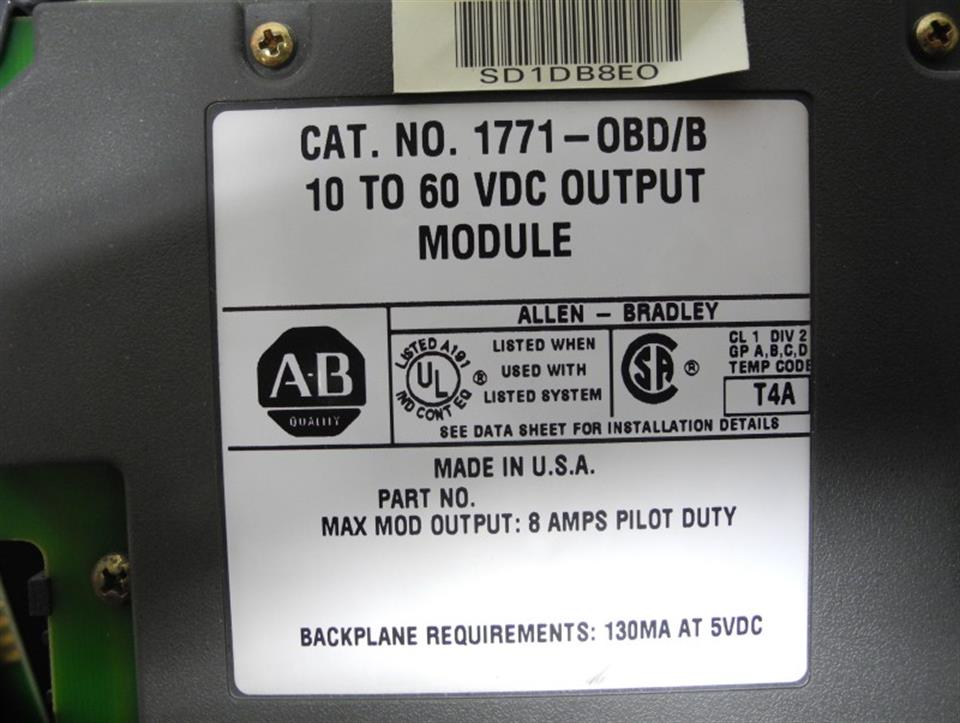 SD1DB8E0
CAT. NO. 1771-OBD/B
10 TO 60 VDC OUTPUT
MODULE
ALLEN - BRADLEY
A-B
QUALITY
LISTED A191
UL
IND CONT EQ
®
LISTED WHEN
USED WITH
LISTED SYSTEM
SA
®
CL 1 DIV 2
GP A,B,C,D
TEMP CODE
T4A
SEE DATA SHEET FOR INSTALLATION DETAILS
MADE IN U.S.A.
PART NO.
MAX MOD OUTPUT: 8 AMPS PILOT DUTY
BACKPLANE REQUIREMENTS: 130MA AT 5VDC